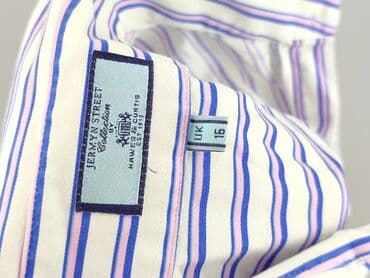 JERMYN STREET
Collection
BY
HAWES & CURTIS
EST. 1913
UK 16